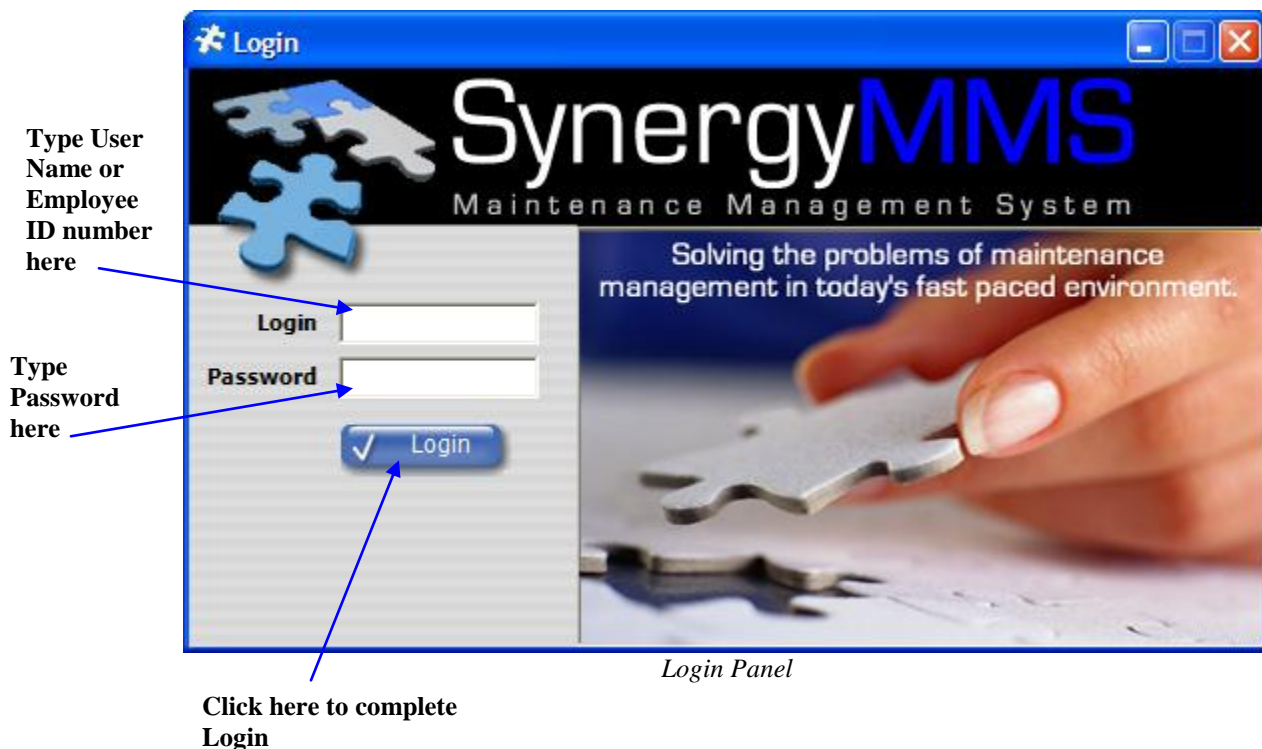 Login
SynergyMMS
Maintenance Management System
Type User
Name or
Employee
ID number
here
Solving the problems of maintenance
management in today's fast paced environment.
Login
Type
Password
here
Password
Login
Login Panel
Click here to complete
Login